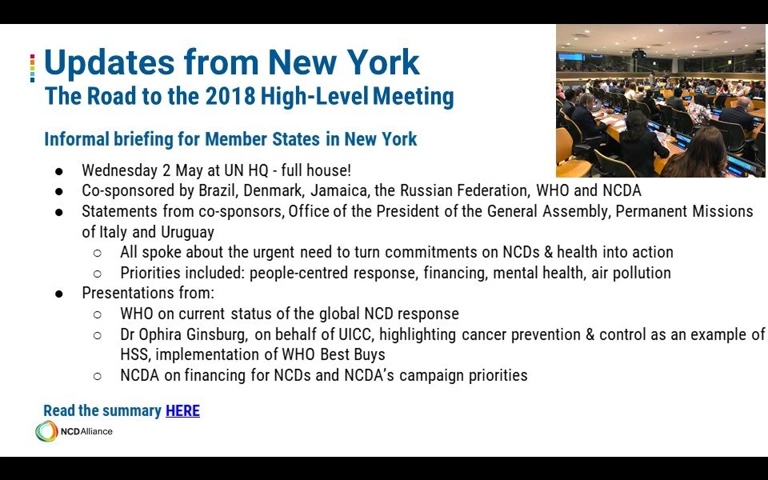 Updates from New York
The Road to the 2018 High-Level Meeting
Informal briefing for Member States in New York
● Wednesday 2 May at UN HQ - full house!
● Co-sponsored by Brazil, Denmark, Jamaica, the Russian Federation, WHO and NCDA
● Statements from co-sponsors, Office of the President of the General Assembly, Permanent Missions
of Italy and Uruguay
○ All spoke about the urgent need to turn commitments on NCDs & health into action
○ Priorities included: people-centred response, financing, mental health, air pollution
● Presentations from:
○ WHO on current status of the global NCD response
○ Dr Ophira Ginsburg, on behalf of UICC, highlighting cancer prevention & control as an example of
HSS, implementation of WHO Best Buys
○ NCDA on financing for NCDs and NCDA's campaign priorities
Read the summary HERE
NCDAlliance